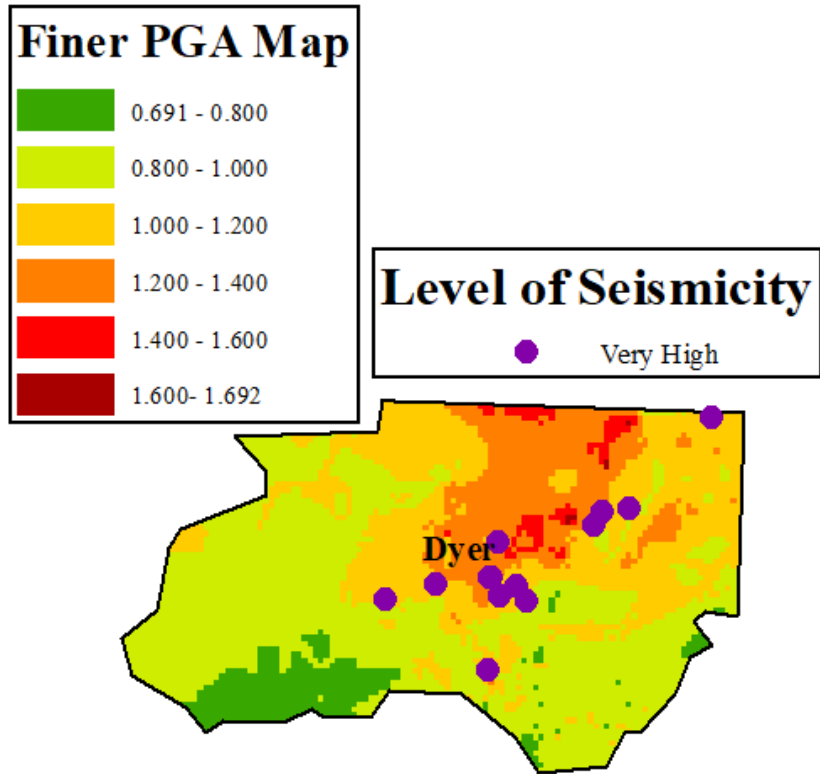 Finer PGA Map
0.691 - 0.800
0.800 - 1.000
1.000 - 1.200
1.200 - 1.400
1.400 - 1.600
1.600- 1.692
Level of Seismicity
Very High
Dyer